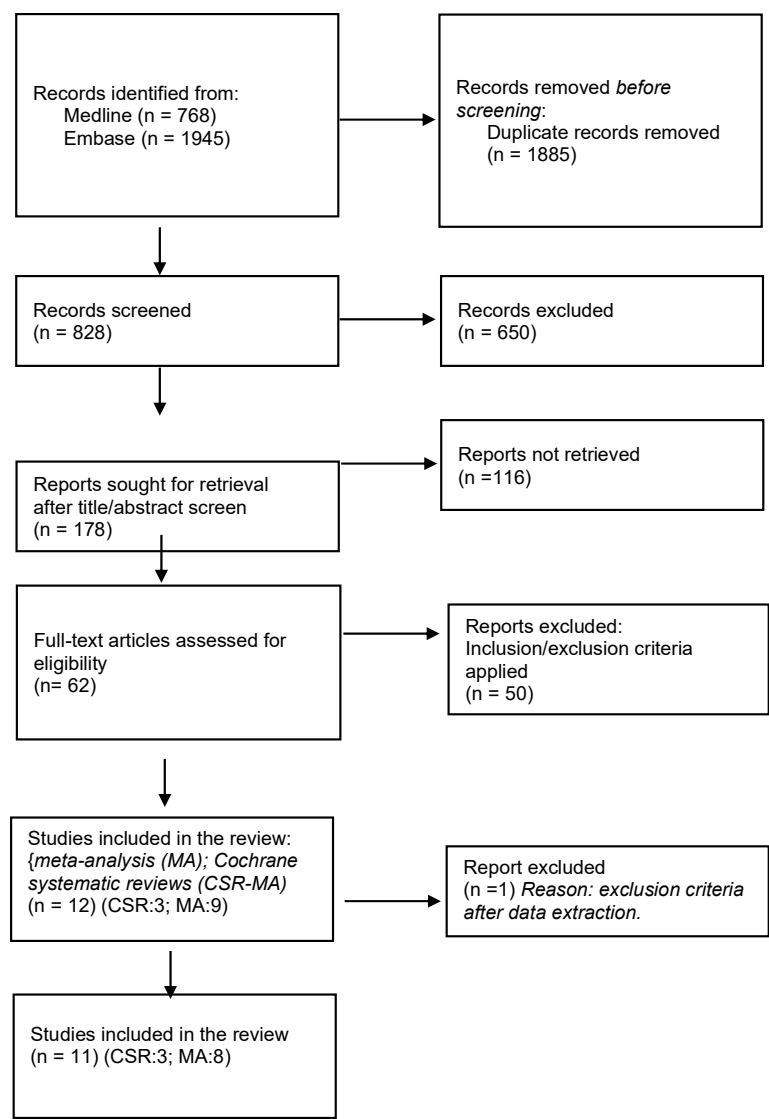 Records identified from:
Medline (n = 768)
Embase (n = 1945)
Records removed before
screening:
Duplicate records removed
(n = 1885)
Records screened
(n = 828)
Records excluded
(n = 650)
Reports sought for retrieval
after title/abstract screen
(n = 178)
Reports not retrieved
(n =116)
Full-text articles assessed for
eligibility
(n= 62)
Reports excluded:
Inclusion/exclusion criteria
applied
(n = 50)
Studies included in the review:
{meta-analysis (MA); Cochrane
systematic reviews (CSR-MA)
(n = 12) (CSR:3; MA:9)
Report excluded
(n =1) Reason: exclusion criteria
after data extraction.
Studies included in the review
(n = 11) (CSR:3; MA:8)